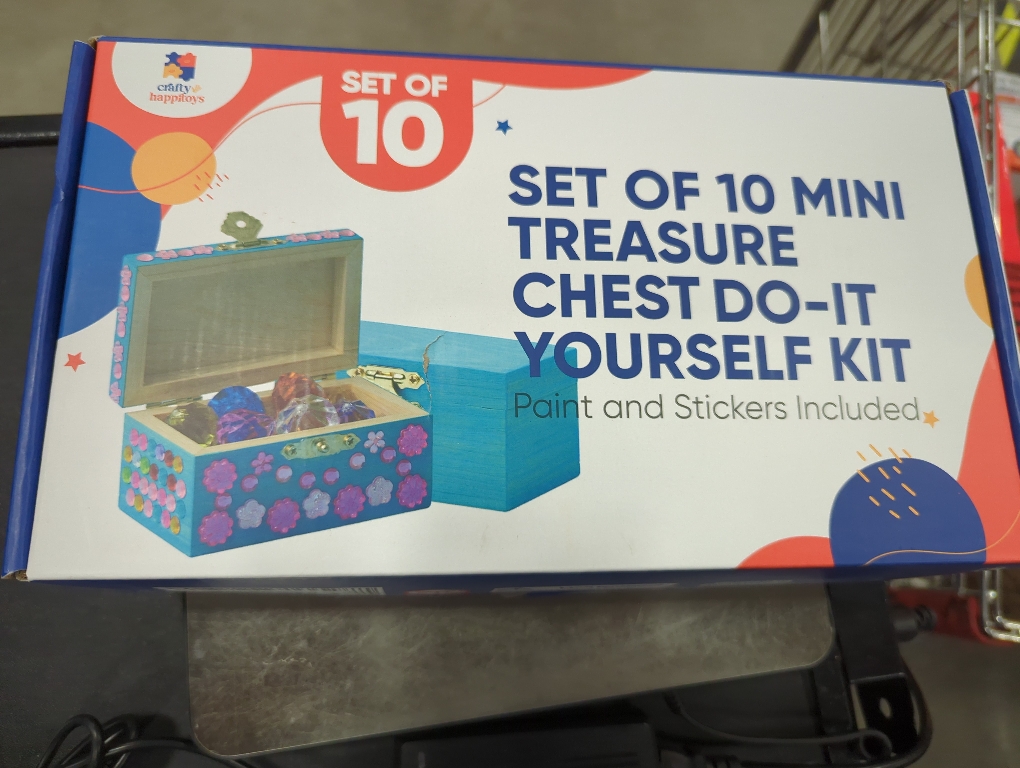 crafty
happitoys
SET OF
10
SET OF 10 MINI
TREASURE
CHEST DO-IT
YOURSELF KIT
Paint and Stickers Included